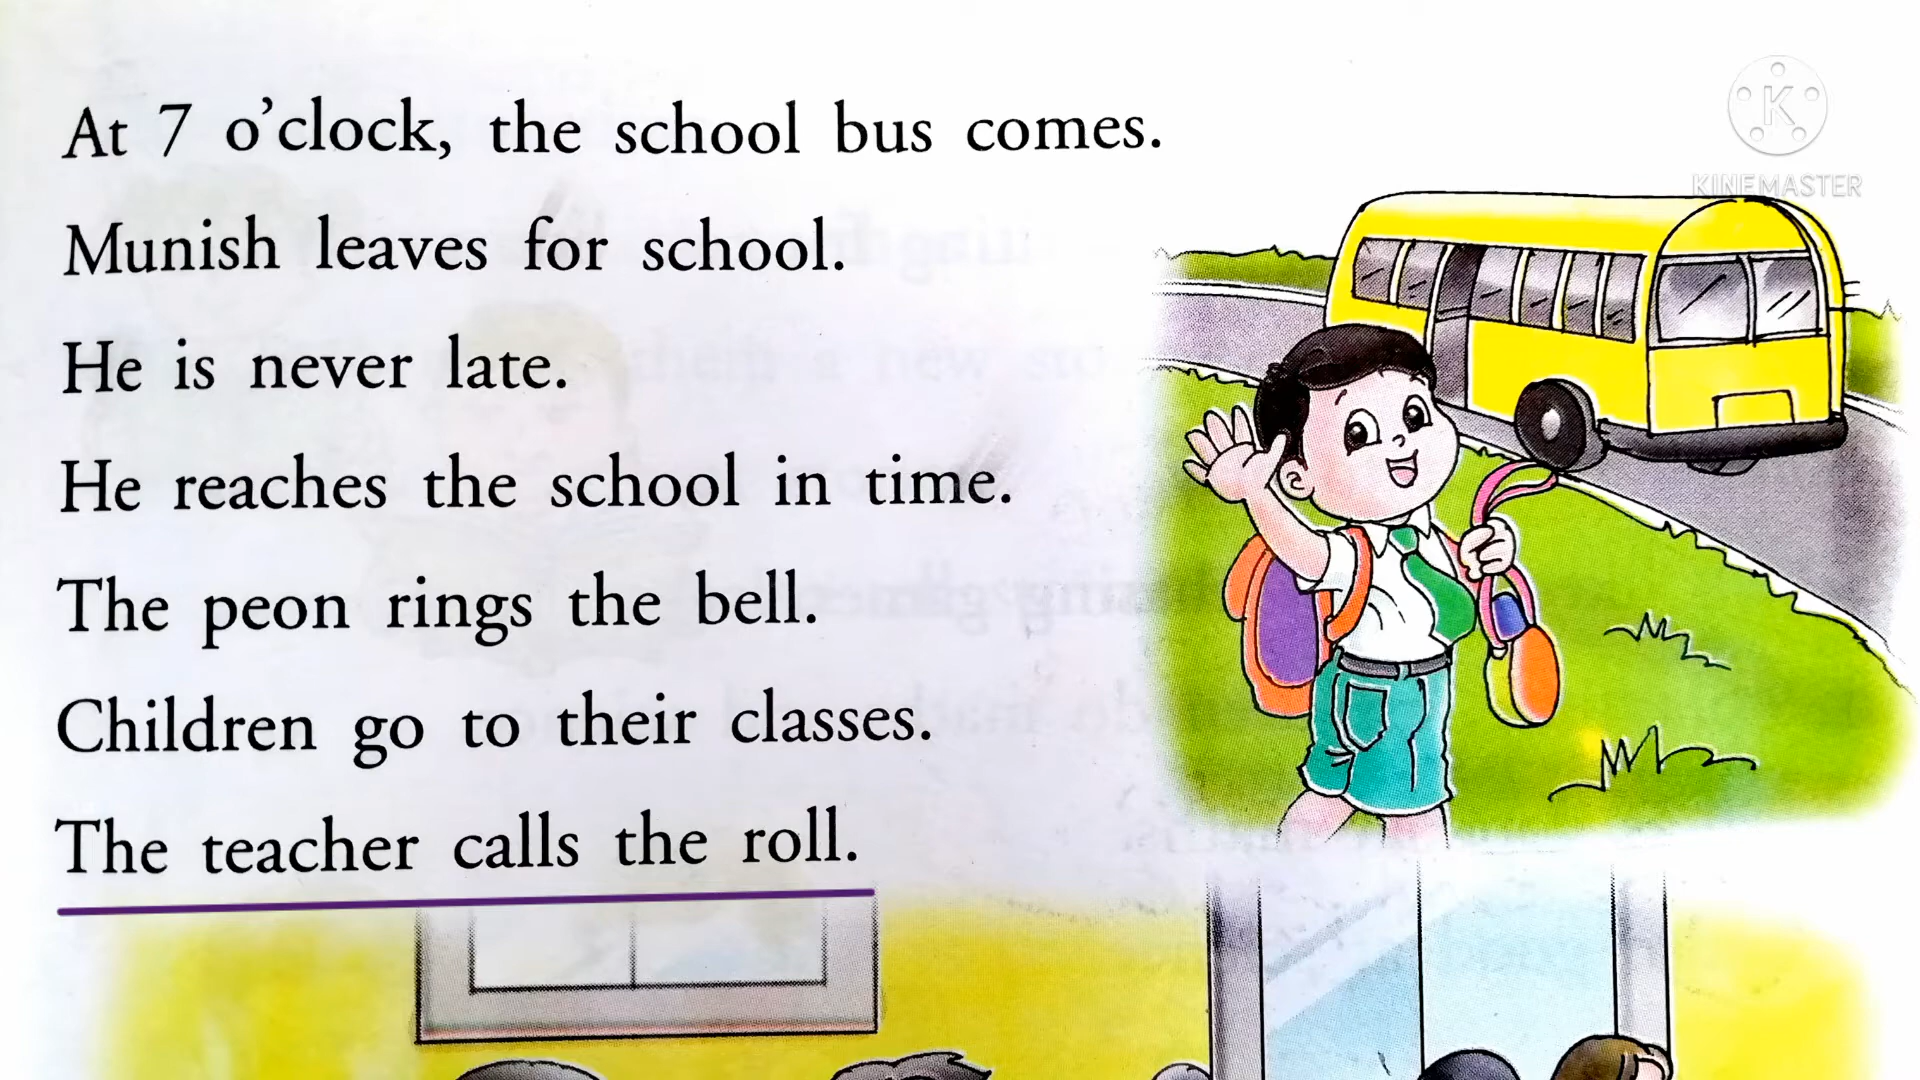 At 7 o'clock, the school bus comes.
Munish leaves for school.
He is never late.
He reaches the school in time.
The peon rings the bell.
Children go to their classes.
The teacher calls the roll.
K
KINEMASTER